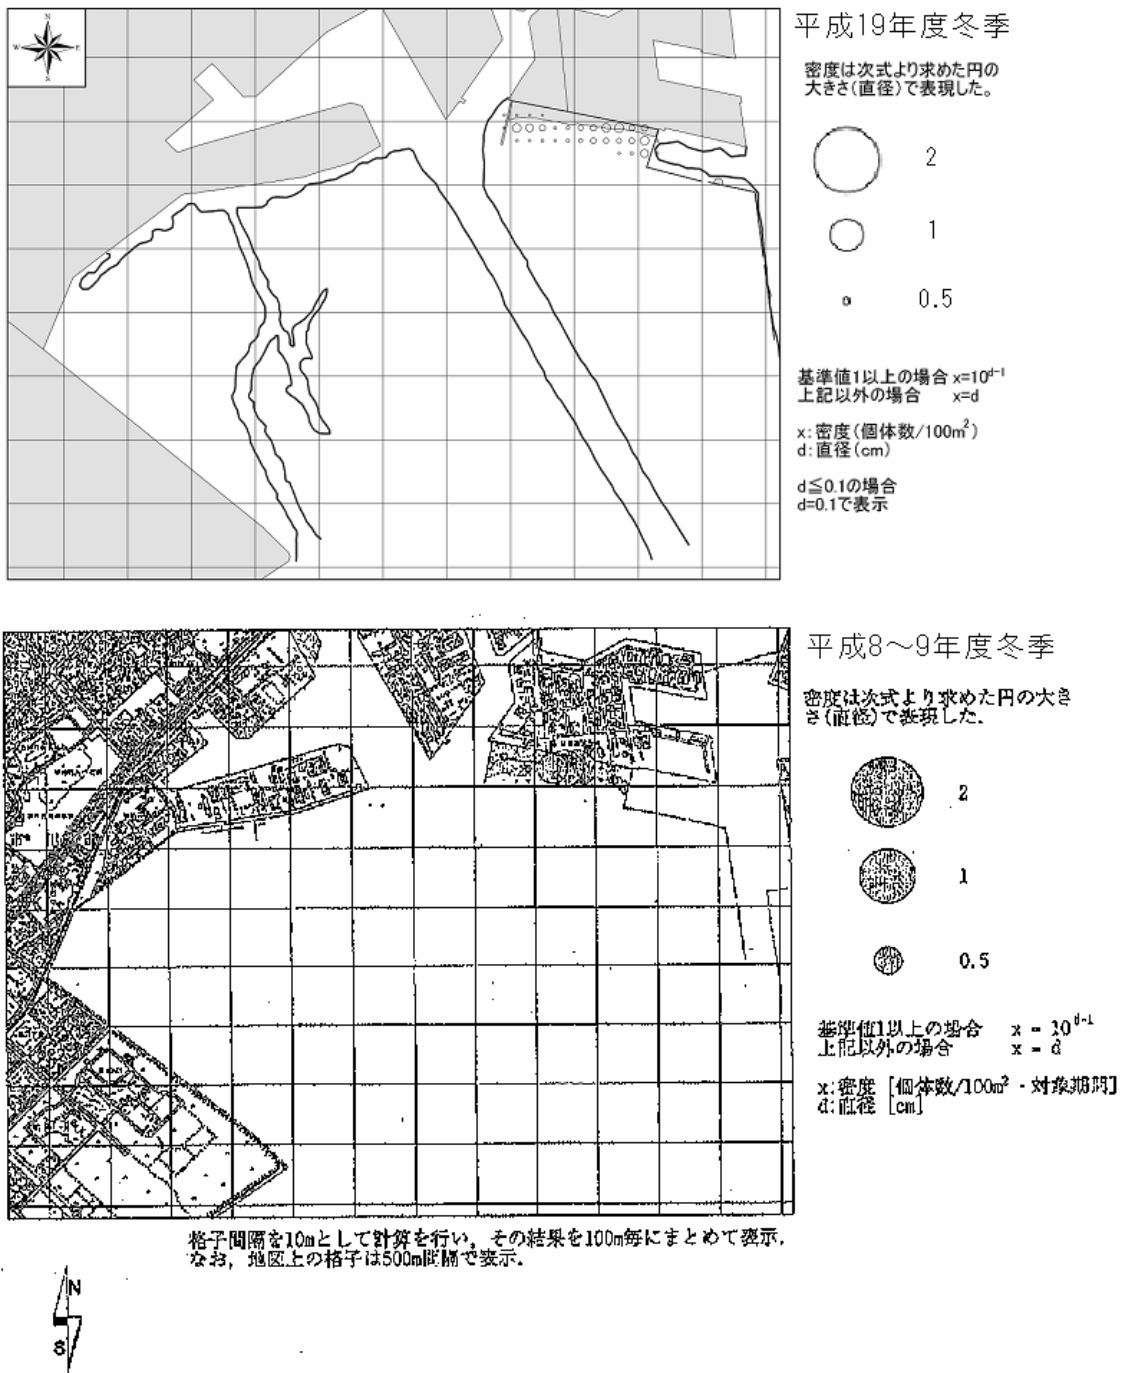 N
W
E
S
平成19年度冬季
密度は次式より求めた円の
大きさ(直径)で表現した。
2
1
0.5
基準値1以上の場合 x=10^d-1
上記以外の場合 x=d
x:密度(個体数/100m²)
d:直径(cm)
d≦0.1の場合
d=0.1で表示
平成8～9年度冬季
密度は次式より求めた円の大き
さ(直径)で表現した.
2
1
0.5
基準値1以上の場合 x = 10^d-1
上記以外の場合 x = d
x:密度 [個体数/100m²・対象期間]
d:直径 [cm]
格子間隔を10mとして計算を行い, その結果を100m毎にまとめて表示.
なお, 地図上の格子は500m間隔で表示.
N
S